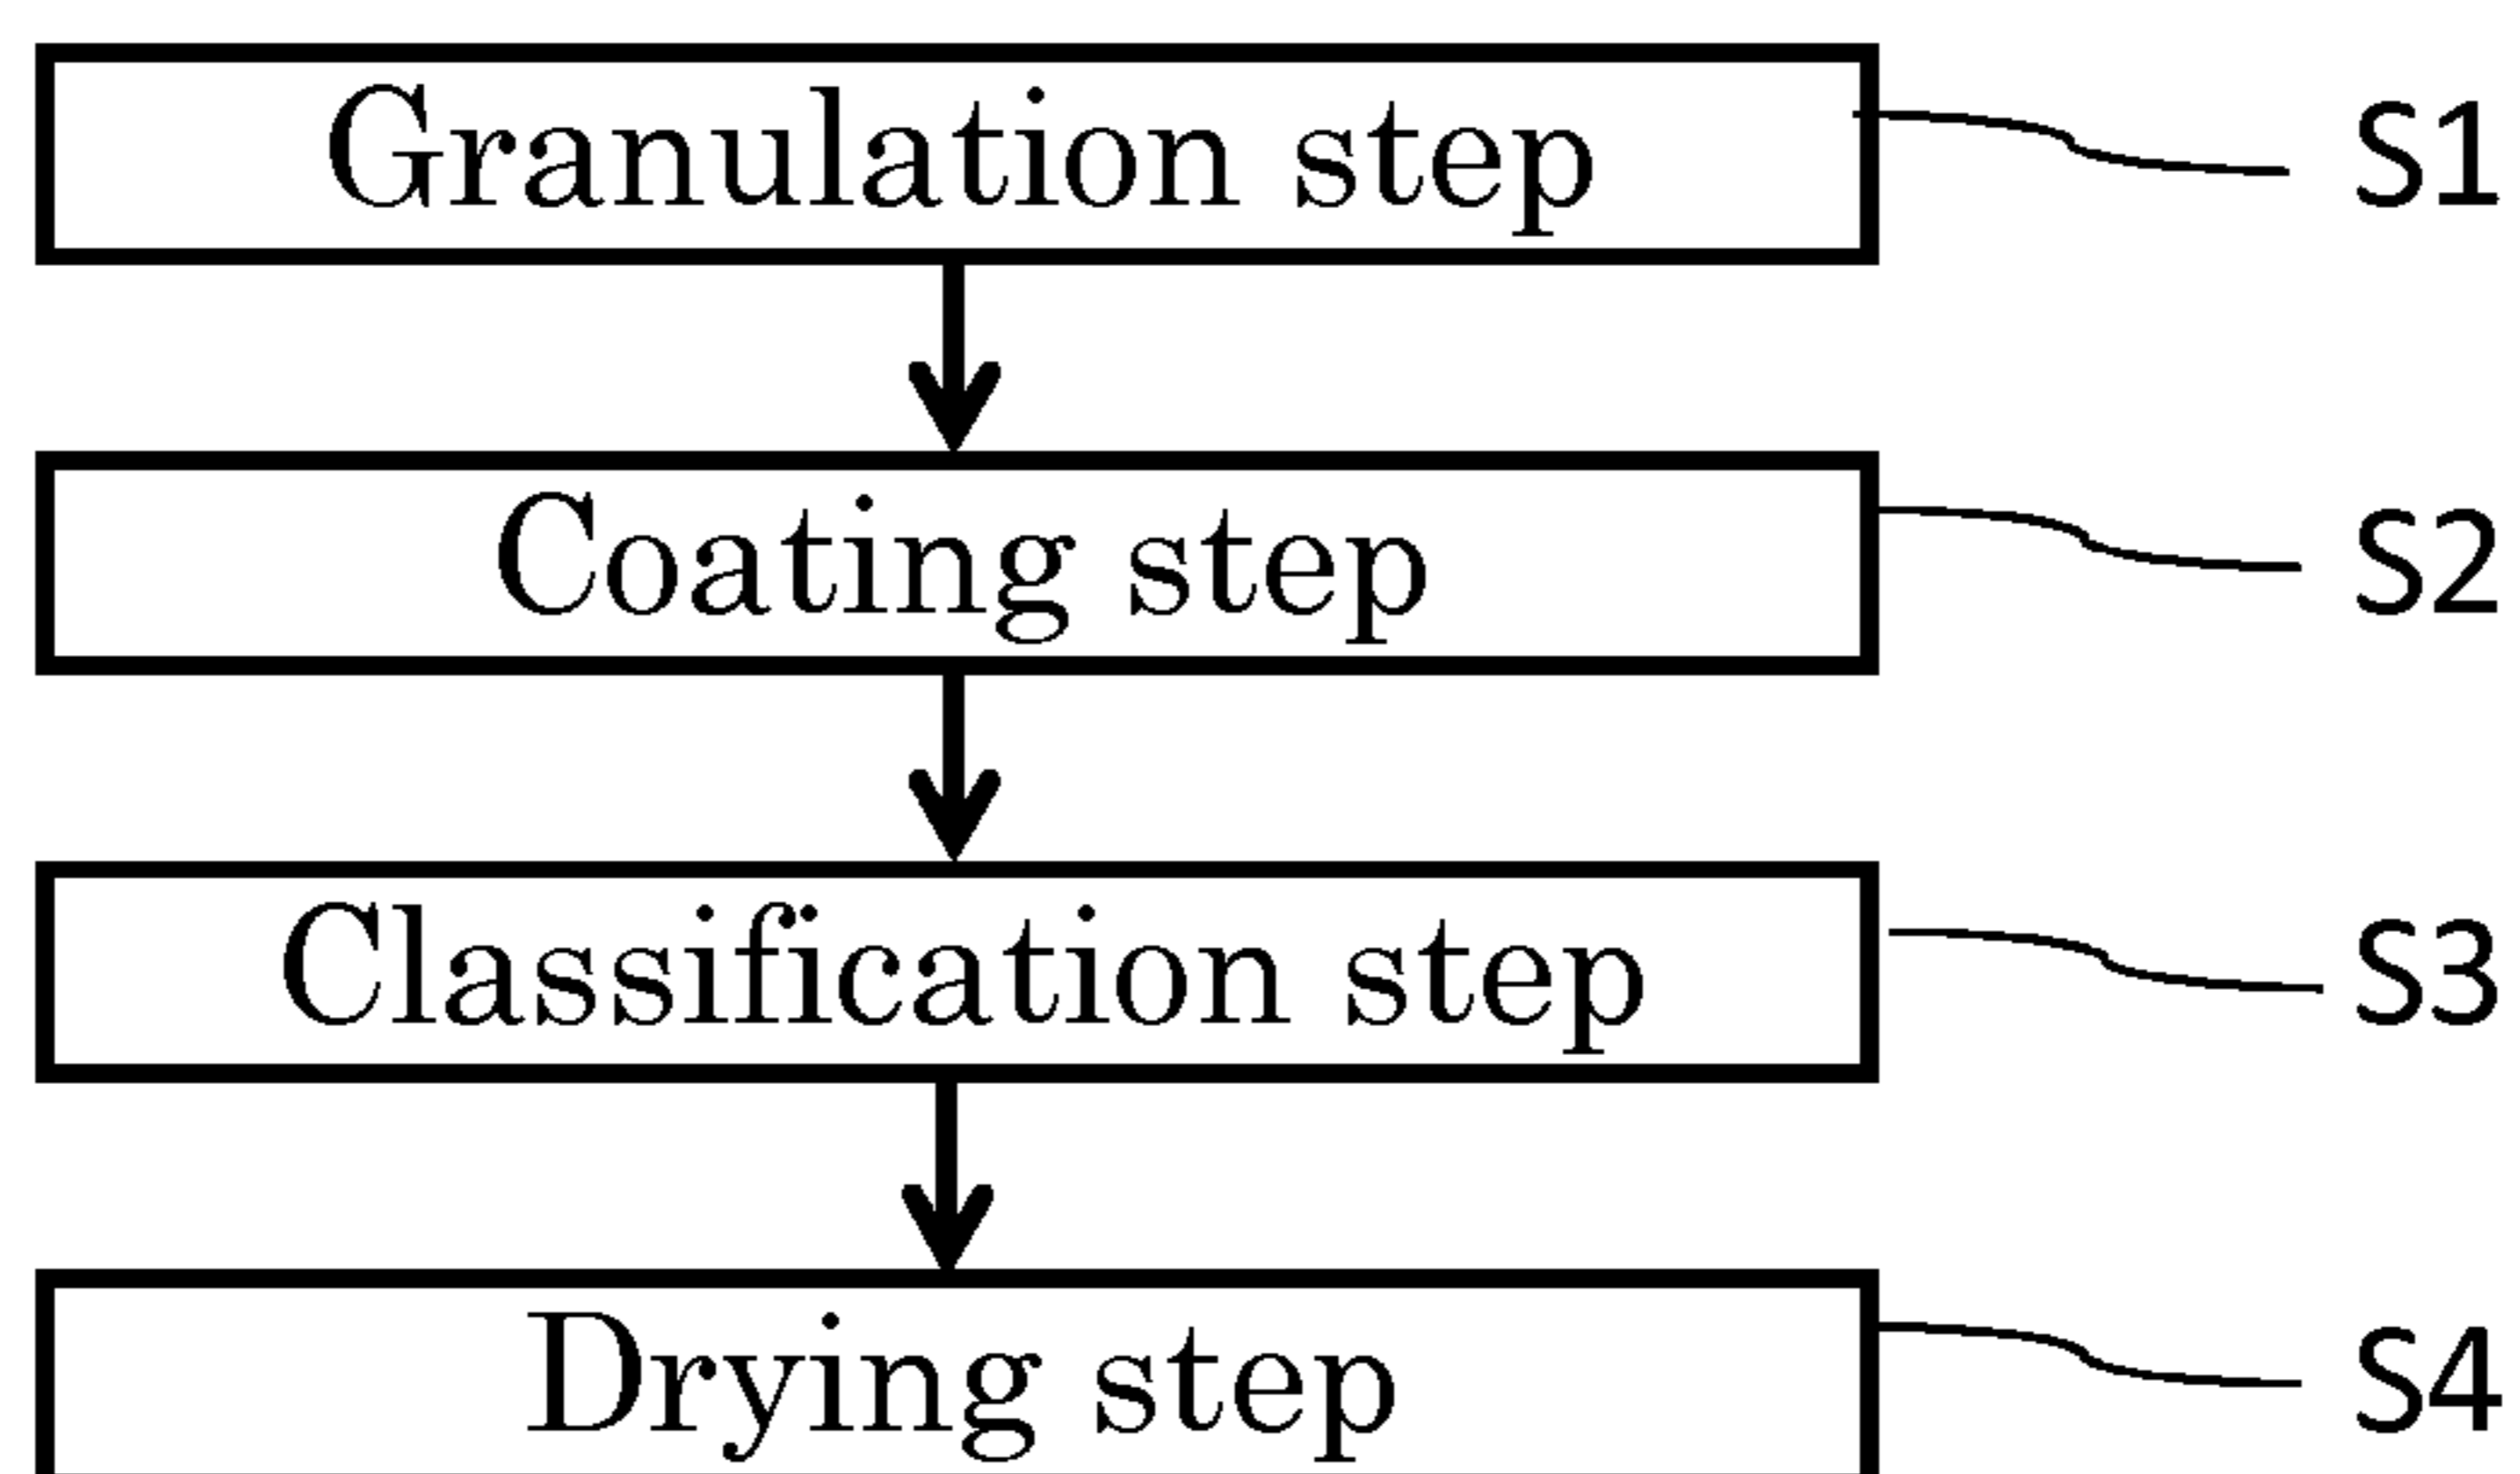 Granulation step S1
Coating step S2
Classification step S3
Drying step S4